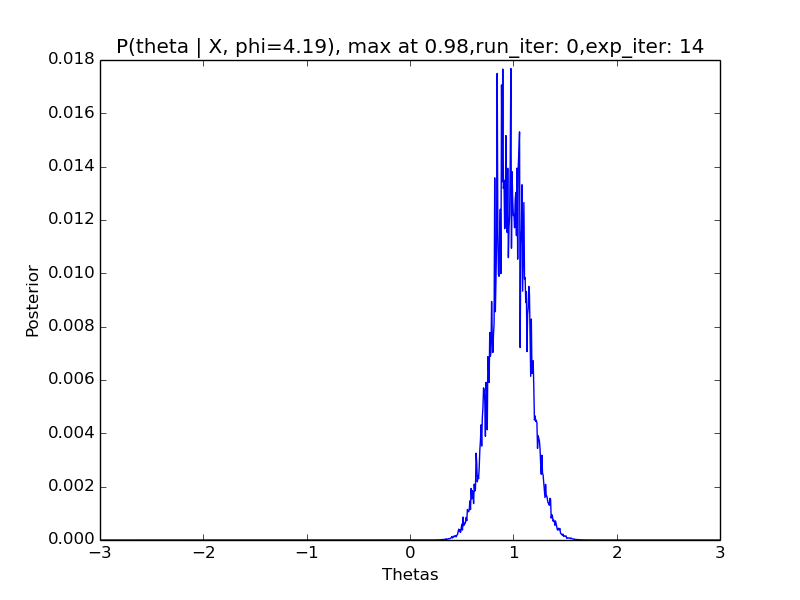 P(theta | X, phi=4.19), max at 0.98,run_iter: 0,exp_iter: 14
0.018
0.016
0.014
0.012
0.010
0.008
0.006
0.004
0.002
0.000
Posterior
−3 −2 −1 0 1 2 3
Thetas